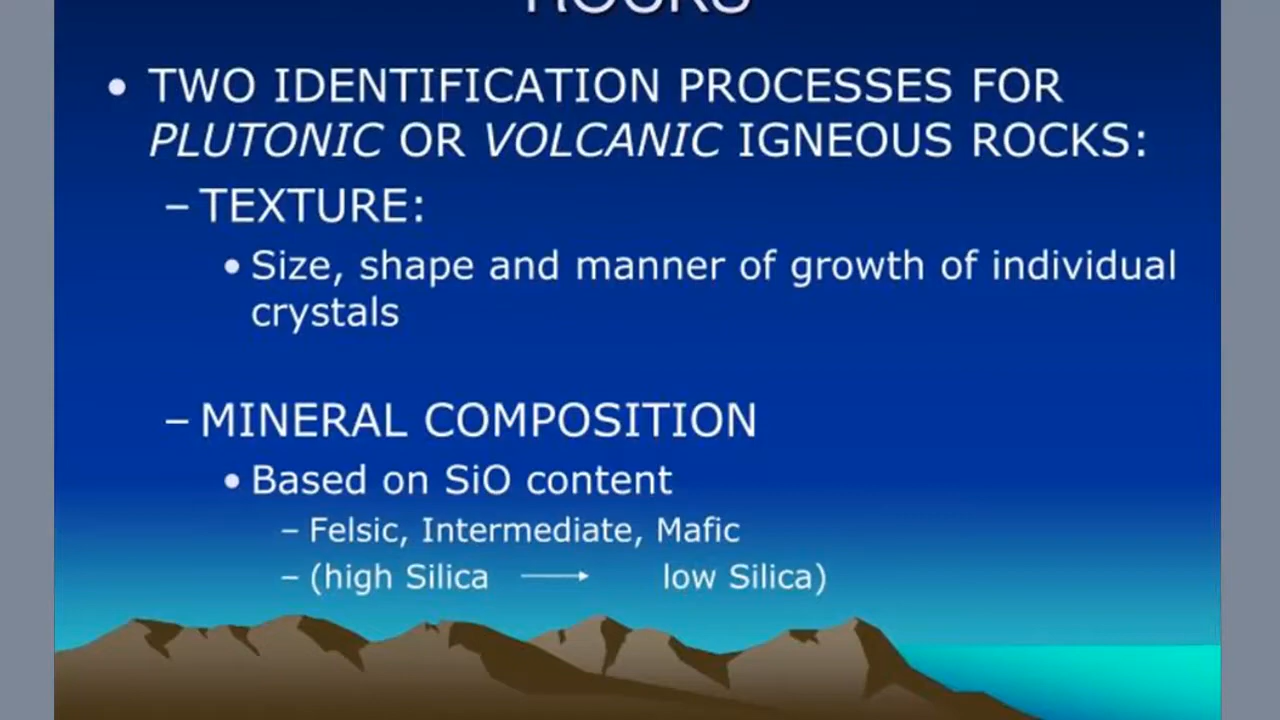 • TWO IDENTIFICATION PROCESSES FOR
PLUTONIC OR VOLCANIC IGNEOUS ROCKS:
– TEXTURE:
• Size, shape and manner of growth of individual
crystals
– MINERAL COMPOSITION
• Based on SiO content
– Felsic, Intermediate, Mafic
– (high Silica → low Silica)